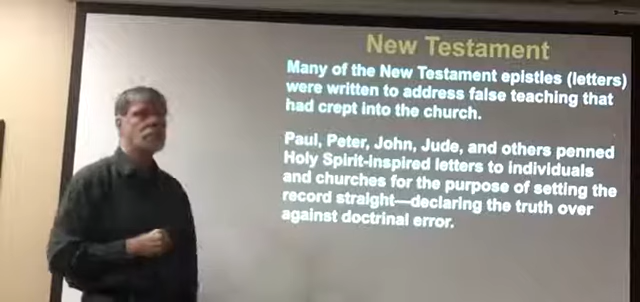 New Testament
Many of the New Testament epistles (letters)
were written to address false teaching that
had crept into the church.
Paul, Peter, John, Jude, and others penned
Holy Spirit-inspired letters to individuals
and churches for the purpose of setting the
record straight—declaring the truth over
against doctrinal error.